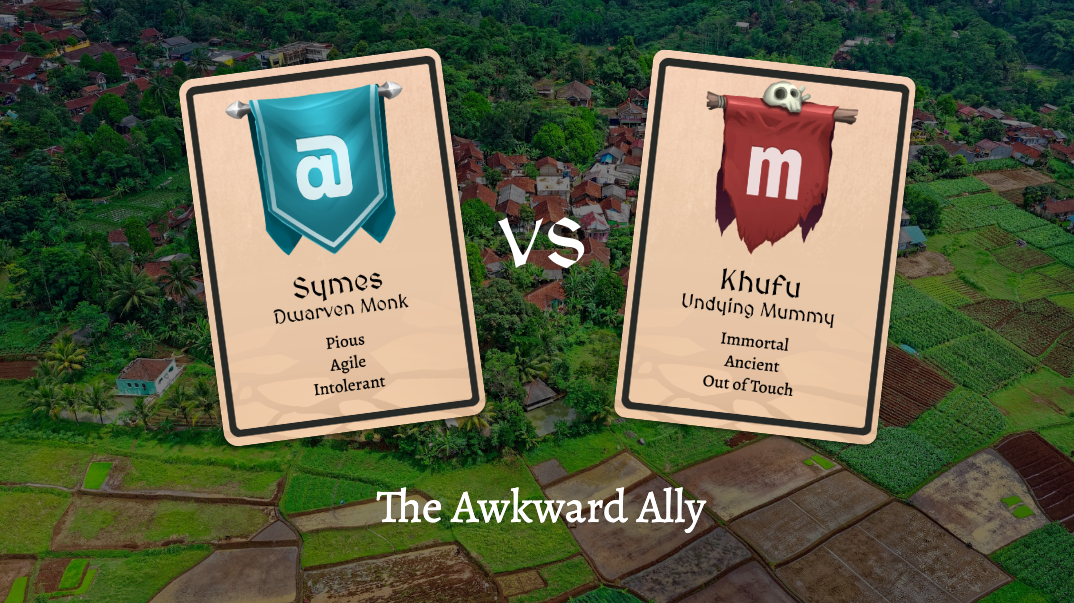 @
Symes
Dwarven Monk
Pious
Agile
Intolerant
vs
m
Khufu
Undying Mummy
Immortal
Ancient
Out of Touch
The Awkward Ally